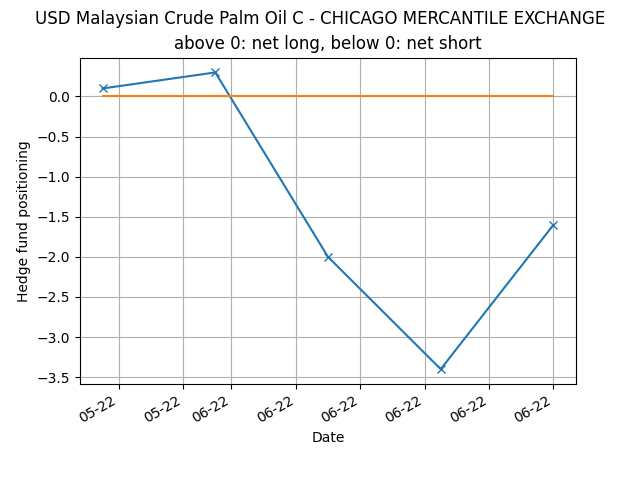 USD Malaysian Crude Palm Oil C - CHICAGO MERCANTILE EXCHANGE
above 0: net long, below 0: net short
0.0
−0.5
−1.0
−1.5
−2.0
−2.5
−3.0
−3.5
Hedge fund positioning
05-22 05-22 06-22 06-22 06-22 06-22 06-22 06-22
Date